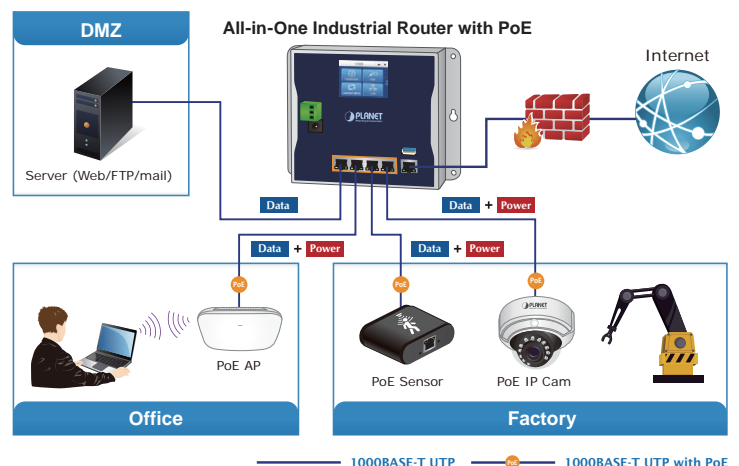 DMZ
All-in-One Industrial Router with PoE
Internet
PLANET
Server (Web/FTP/mail)
Data
Data + Power
Data + Power
Data + Power
PoE
PoE
PoE
PLANET
PoE AP
PoE Sensor
PoE IP Cam
Office
Factory
1000BASE-T UTP
PoE
1000BASE-T UTP with PoE